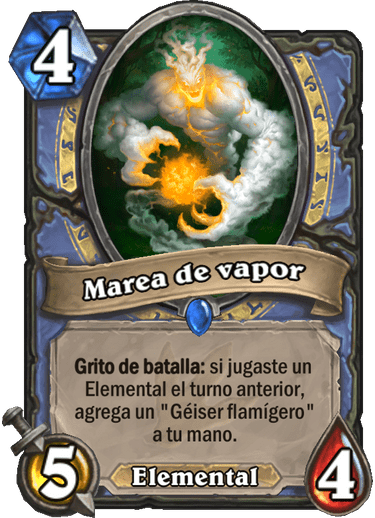 4
Marea de vapor
Grito de batalla: si jugaste un
Elemental el turno anterior,
agrega un "Géiser flamígero"
a tu mano.
5
Elemental
4